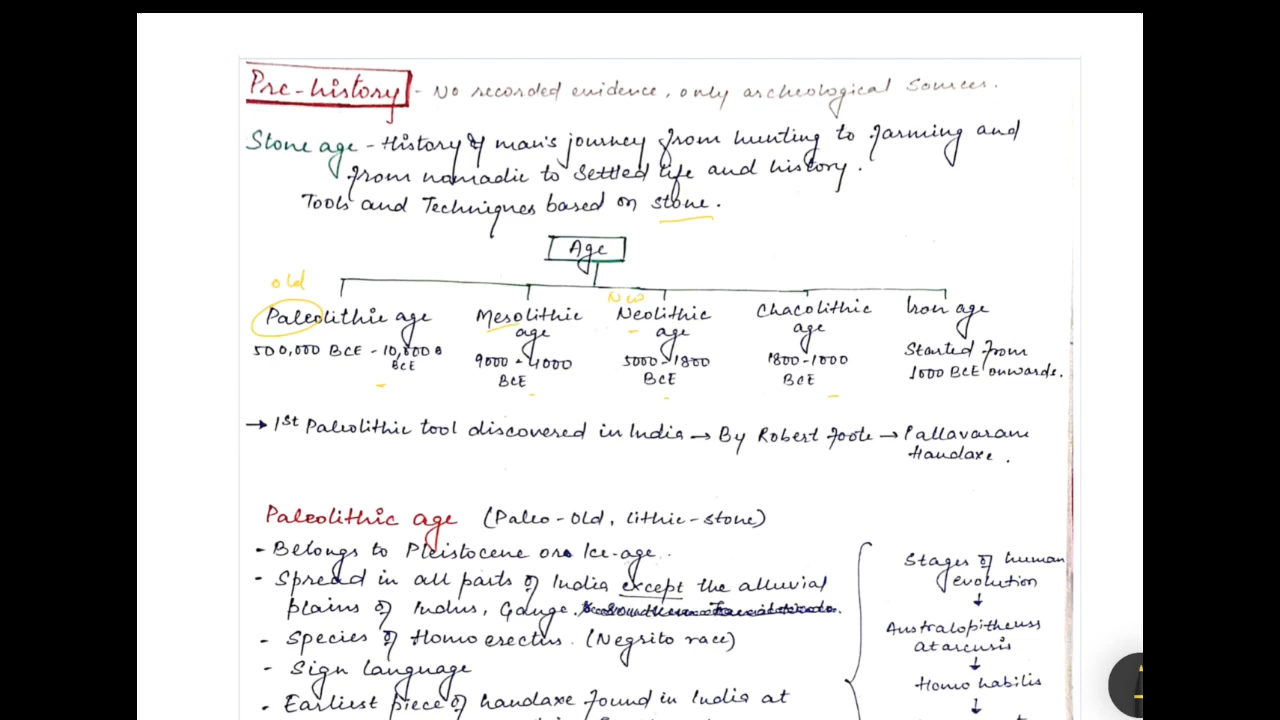 Pre-history - No recorded evidence, only archeological sources.
Stone age - History of man's journey from hunting to farming and
from nomadic to settled life and history.
Tools and Techniques based on stone.
Age
old
New
Paleolithic age
500,000 BCE - 10,000
BCE
Mesolithic
age
9000 - 4000
BCE
Neolithic
age
5000-1800
BCE
Chacolithic
age
1800-1000
BCE
Iron age
Started from
1000 BCE onwards.
→ 1st Paleolithic tool discovered in India → By Robert Foote → Pallavaram
Handaxe.
Paleolithic age (Paleo-Old, lithic-stone)
- Belongs to Pleistocene or Ice-age.
- Spread in all parts of India except the alluvial
plains of Indus, Gange.
- Species of Homo erectus. (Negrito race)
- Sign language
- Earliest piece of handaxe found in India at
Stages of human
evolution
↓
↓
Homo habilis
↓